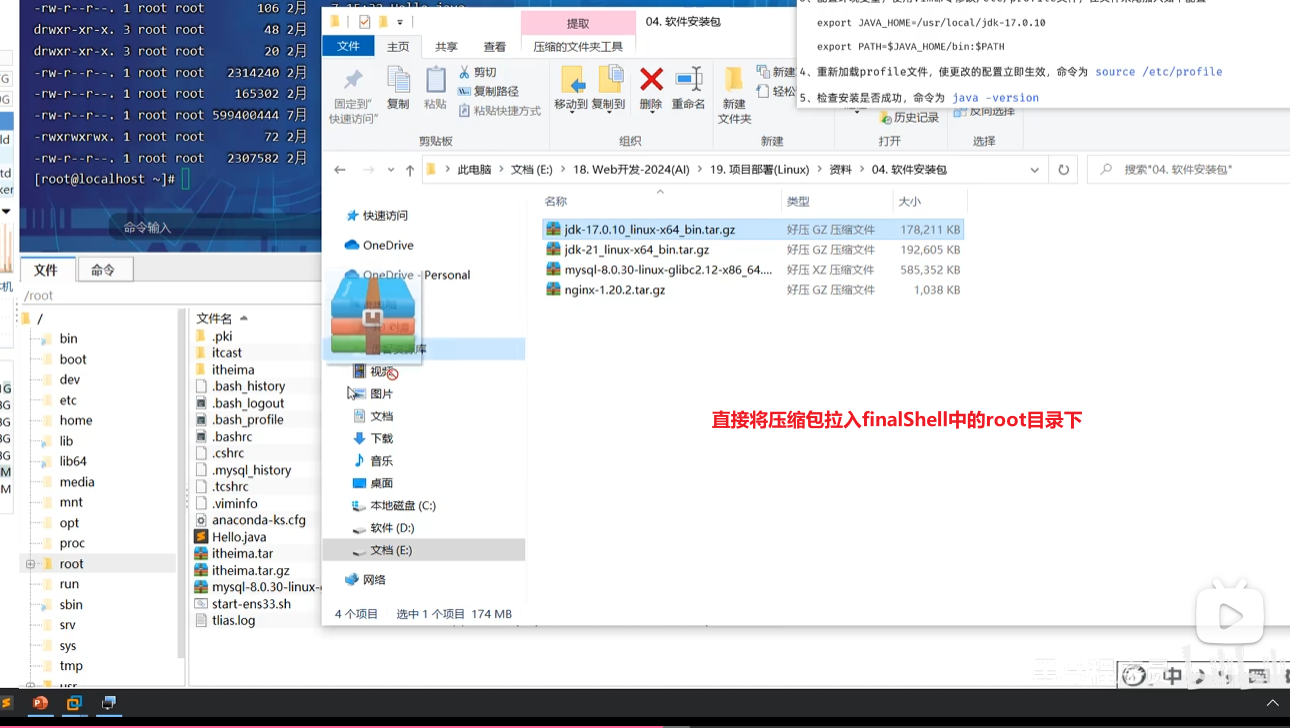 -rw-r--r--. 1 root root 106 2月
drwxr-xr-x. 3 root root 48 2月
drwxr-xr-x. 3 root root 20 2月
-rw-r--r--. 1 root root 2314240 2月
-rw-r--r--. 1 root root 165302 2月
-rw-r--r--. 1 root root 599400444 7月
-rwxrwxrwx. 1 root root 72 2月
-rw-r--r--. 1 root root 2307582 2月
[root@localhost ~]#
命令输入
文件 命令
/root
/
bin
boot
dev
etc
home
lib
lib64
media
mnt
opt
proc
root
run
sbin
srv
sys
tmp
usr
文件名
.pki
itcast
itheima
.bash_history
.bash_logout
.bash_profile
.bashrc
.cshrc
.mysql_history
.tcshrc
.viminfo
anaconda-ks.cfg
Hello.java
itheima.tar
itheima.tar.gz
mysql-8.0.30-linux-
start-ens33.sh
tlias.log
提取 04. 软件安装包
文件 主页 共享 查看 压缩的文件夹工具
固定到"快速访问"
复制
粘贴
剪切
复制路径
粘贴快捷方式
剪贴板
移动到 复制到 删除 重命名
组织
新建文件夹
新建
轻松
新建
历史记录
打开
反向选择
选择
export JAVA_HOME=/usr/local/jdk-17.0.10
export PATH=$JAVA_HOME/bin:$PATH
4、重新加载profile文件，使更改的配置立即生效，命令为 source /etc/profile
5、检查安装是否成功，命令为 java -version
此电脑 文档 (E:) 18. Web开发-2024(AI) 19. 项目部署(Linux) 资料 04. 软件安装包
搜索"04. 软件安装包"
快速访问
OneDrive
OneDrive - Personal
视频
图片
文档
下载
音乐
桌面
本地磁盘 (C:)
软件 (D:)
文档 (E:)
网络
名称 类型 大小
jdk-17.0.10_linux-x64_bin.tar.gz 好压 GZ 压缩文件 178,211 KB
jdk-21_linux-x64_bin.tar.gz 好压 GZ 压缩文件 192,605 KB
mysql-8.0.30-linux-glibc2.12-x86_64.... 好压 XZ 压缩文件 585,352 KB
nginx-1.20.2.tar.gz 好压 GZ 压缩文件 1,038 KB
直接将压缩包拉入finalShell中的root目录下
4 个项目 选中 1 个项目 174 MB
中